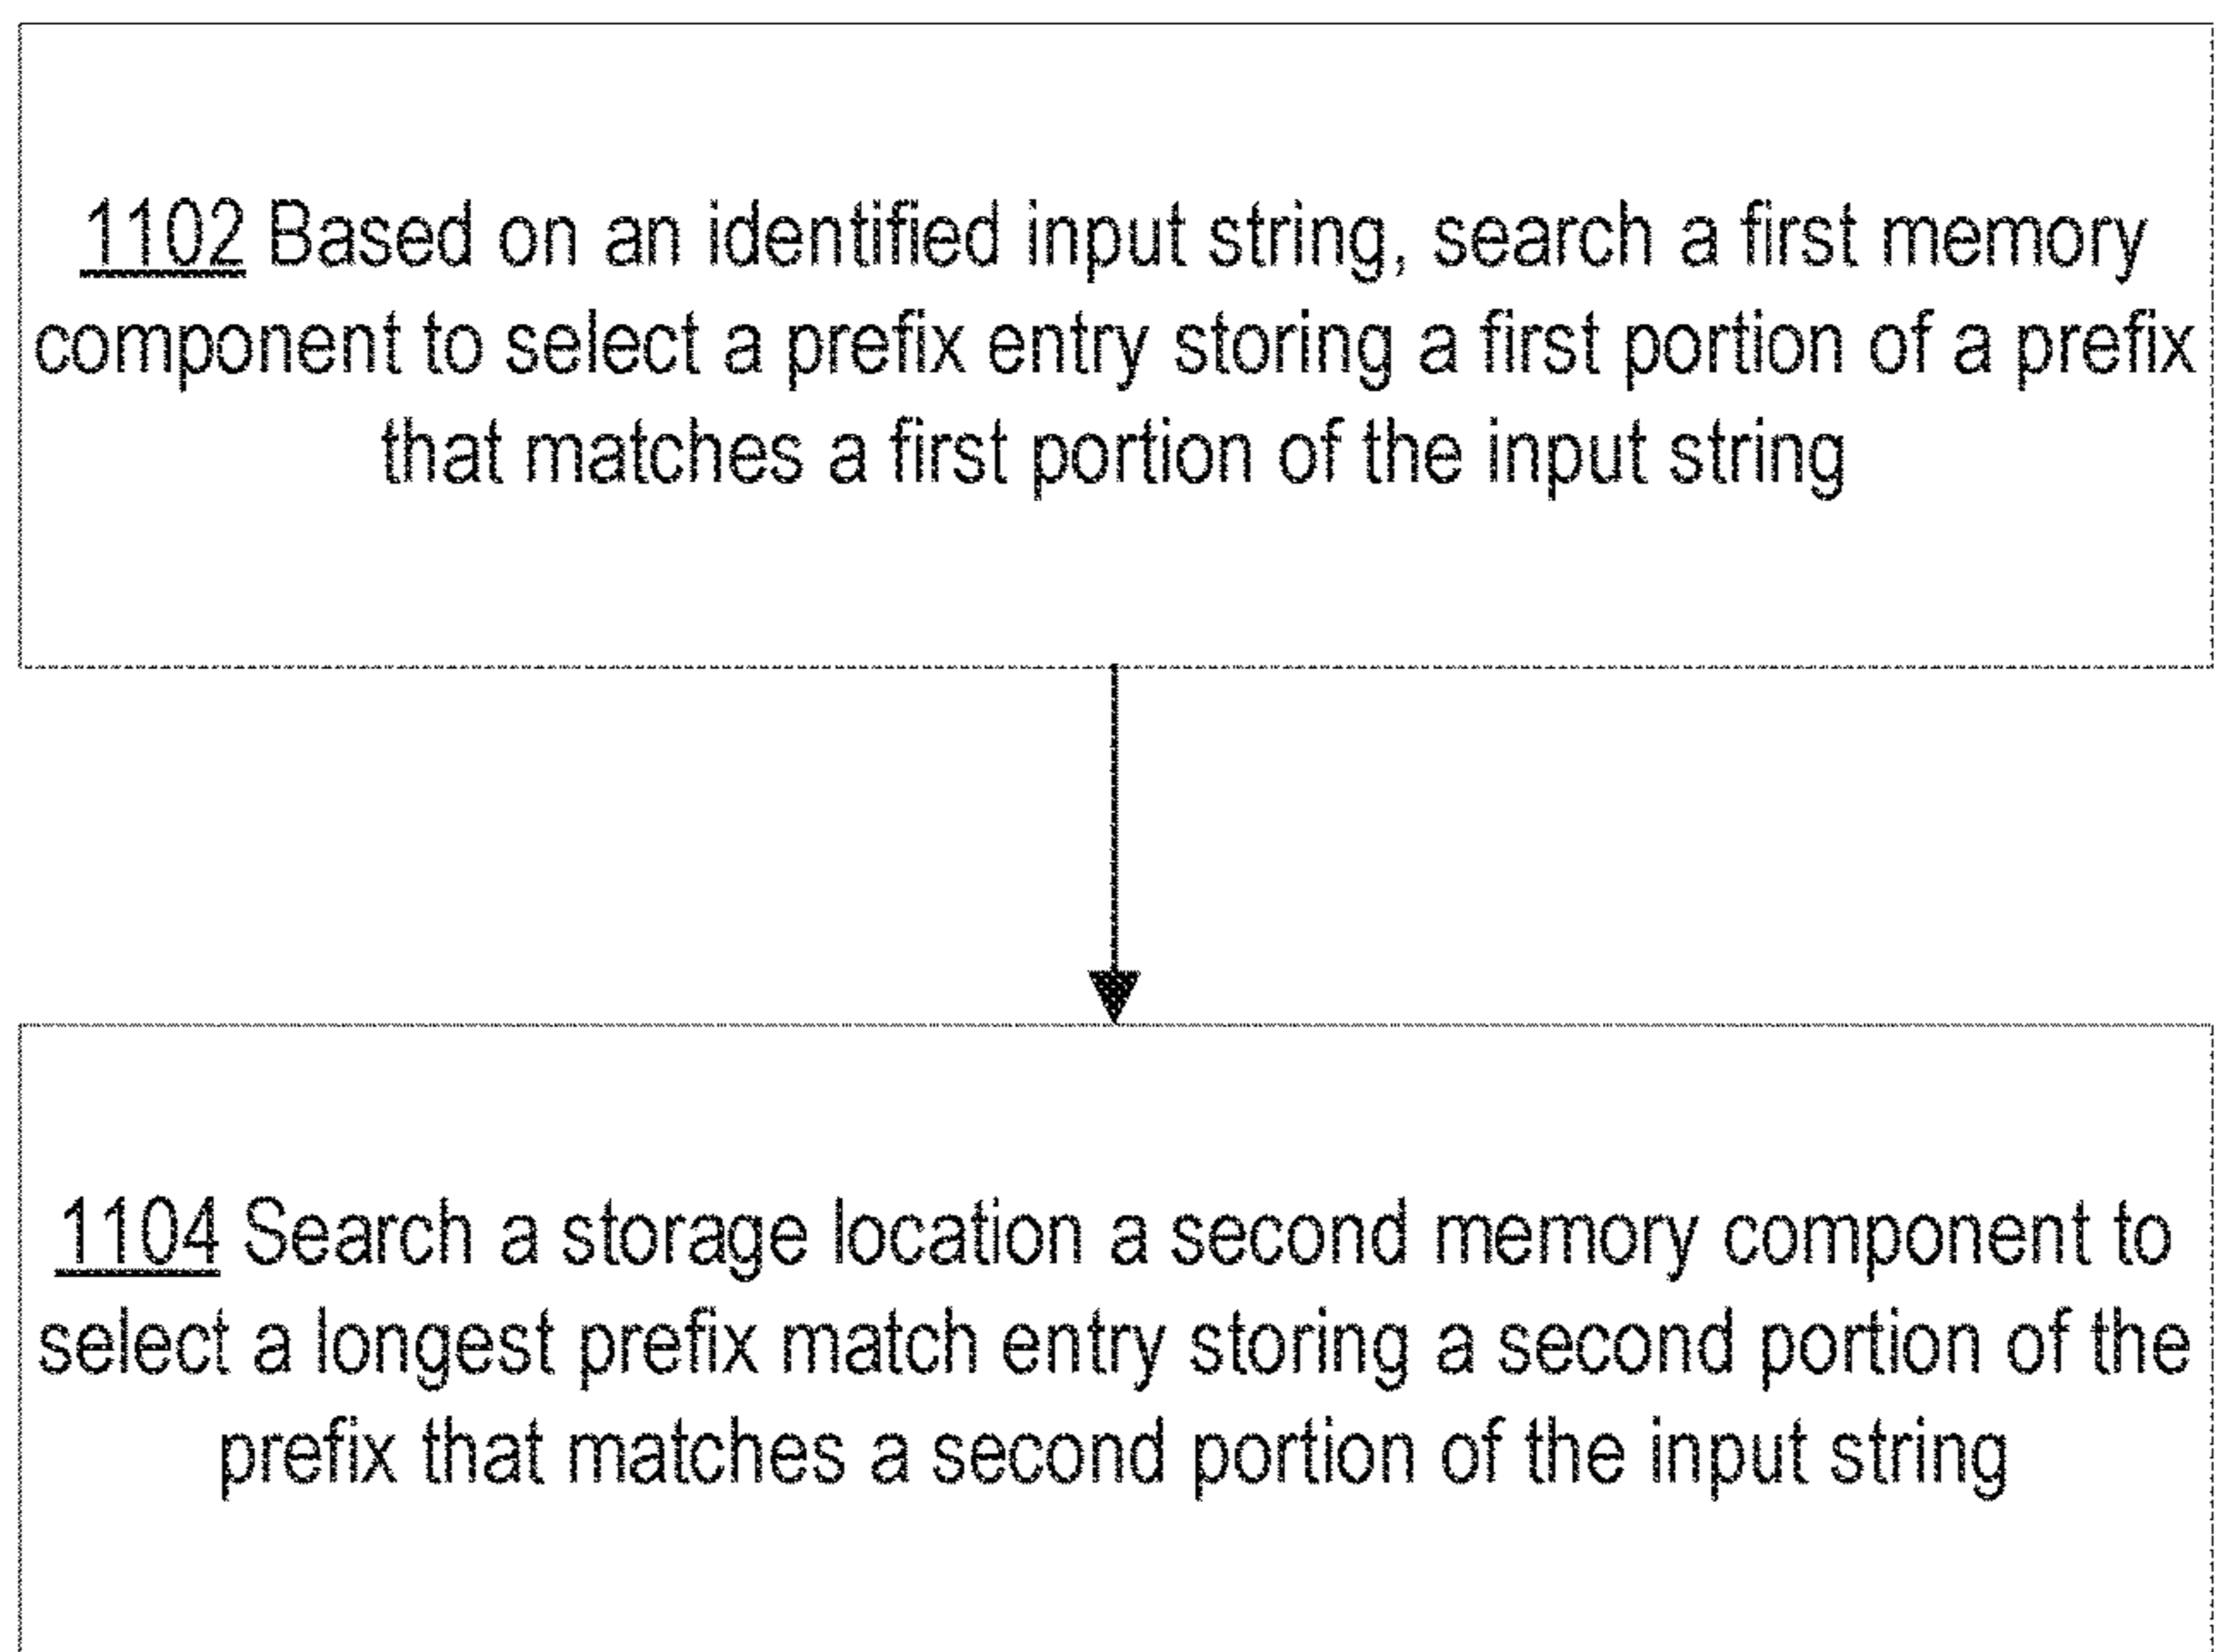 1102 Based on an identified input string, search a first memory
component to select a prefix entry storing a first portion of a prefix
that matches a first portion of the input string
1104 Search a storage location a second memory component to
select a longest prefix match entry storing a second portion of the
prefix that matches a second portion of the input string